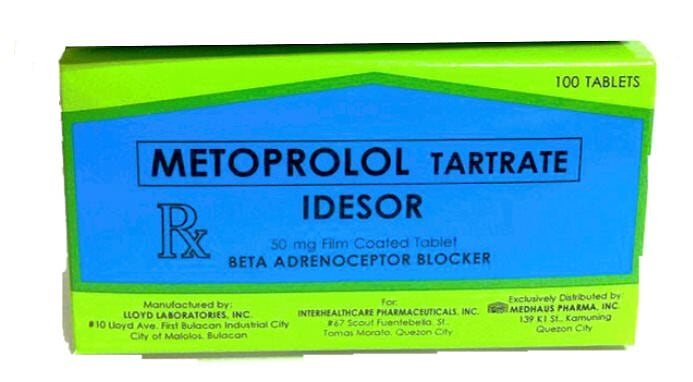 100 TABLETS
METOPROLOL TARTRATE
IDESOR
Rx
50 mg Film Coated Tablet
BETA ADRENOCEPTOR BLOCKER
Manufactured by:
LLOYD LABORATORIES, INC.
#10 Lloyd Ave. First Bulacan Industrial City
City of Malolos, Bulacan
For:
INTERHEALTHCARE PHARMACEUTICALS, INC.
#67 Scout Fuentebella, St.,
Tomas Morato, Quezon City
Exclusively Distributed by:
MEDHAUS PHARMA, INC.
139 K1 St., Kamuning
Quezon City